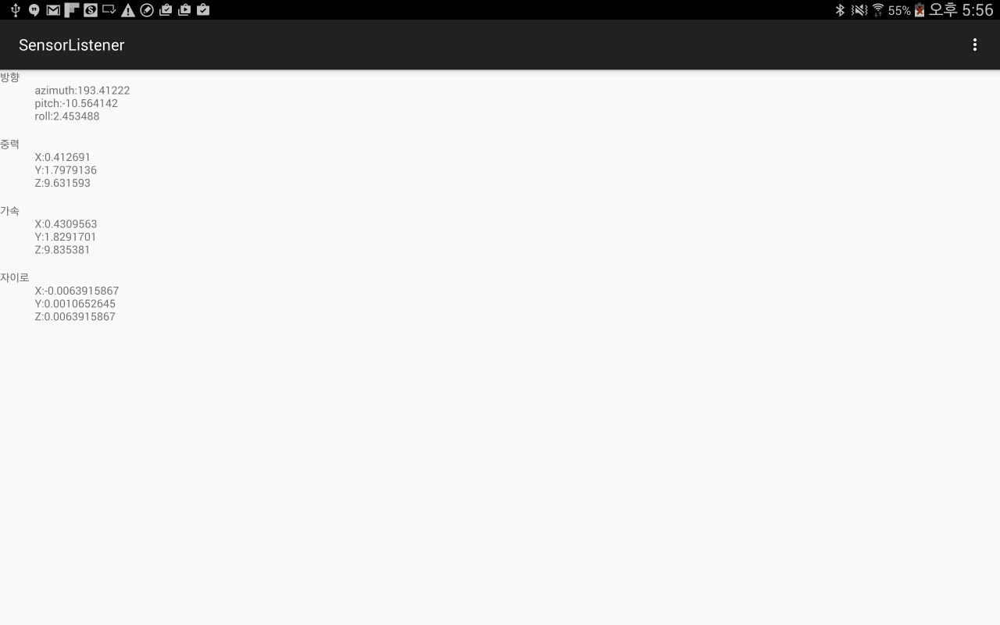 55% 오후 5:56
SensorListener
방향
azimuth:193.41222
pitch:-10.564142
roll:2.453488
중력
X:0.412691
Y:1.7979136
Z:9.631593
가속
X:0.4309563
Y:1.8291701
Z:9.835381
자이로
X:-0.0063915867
Y:0.0010652645
Z:0.0063915867